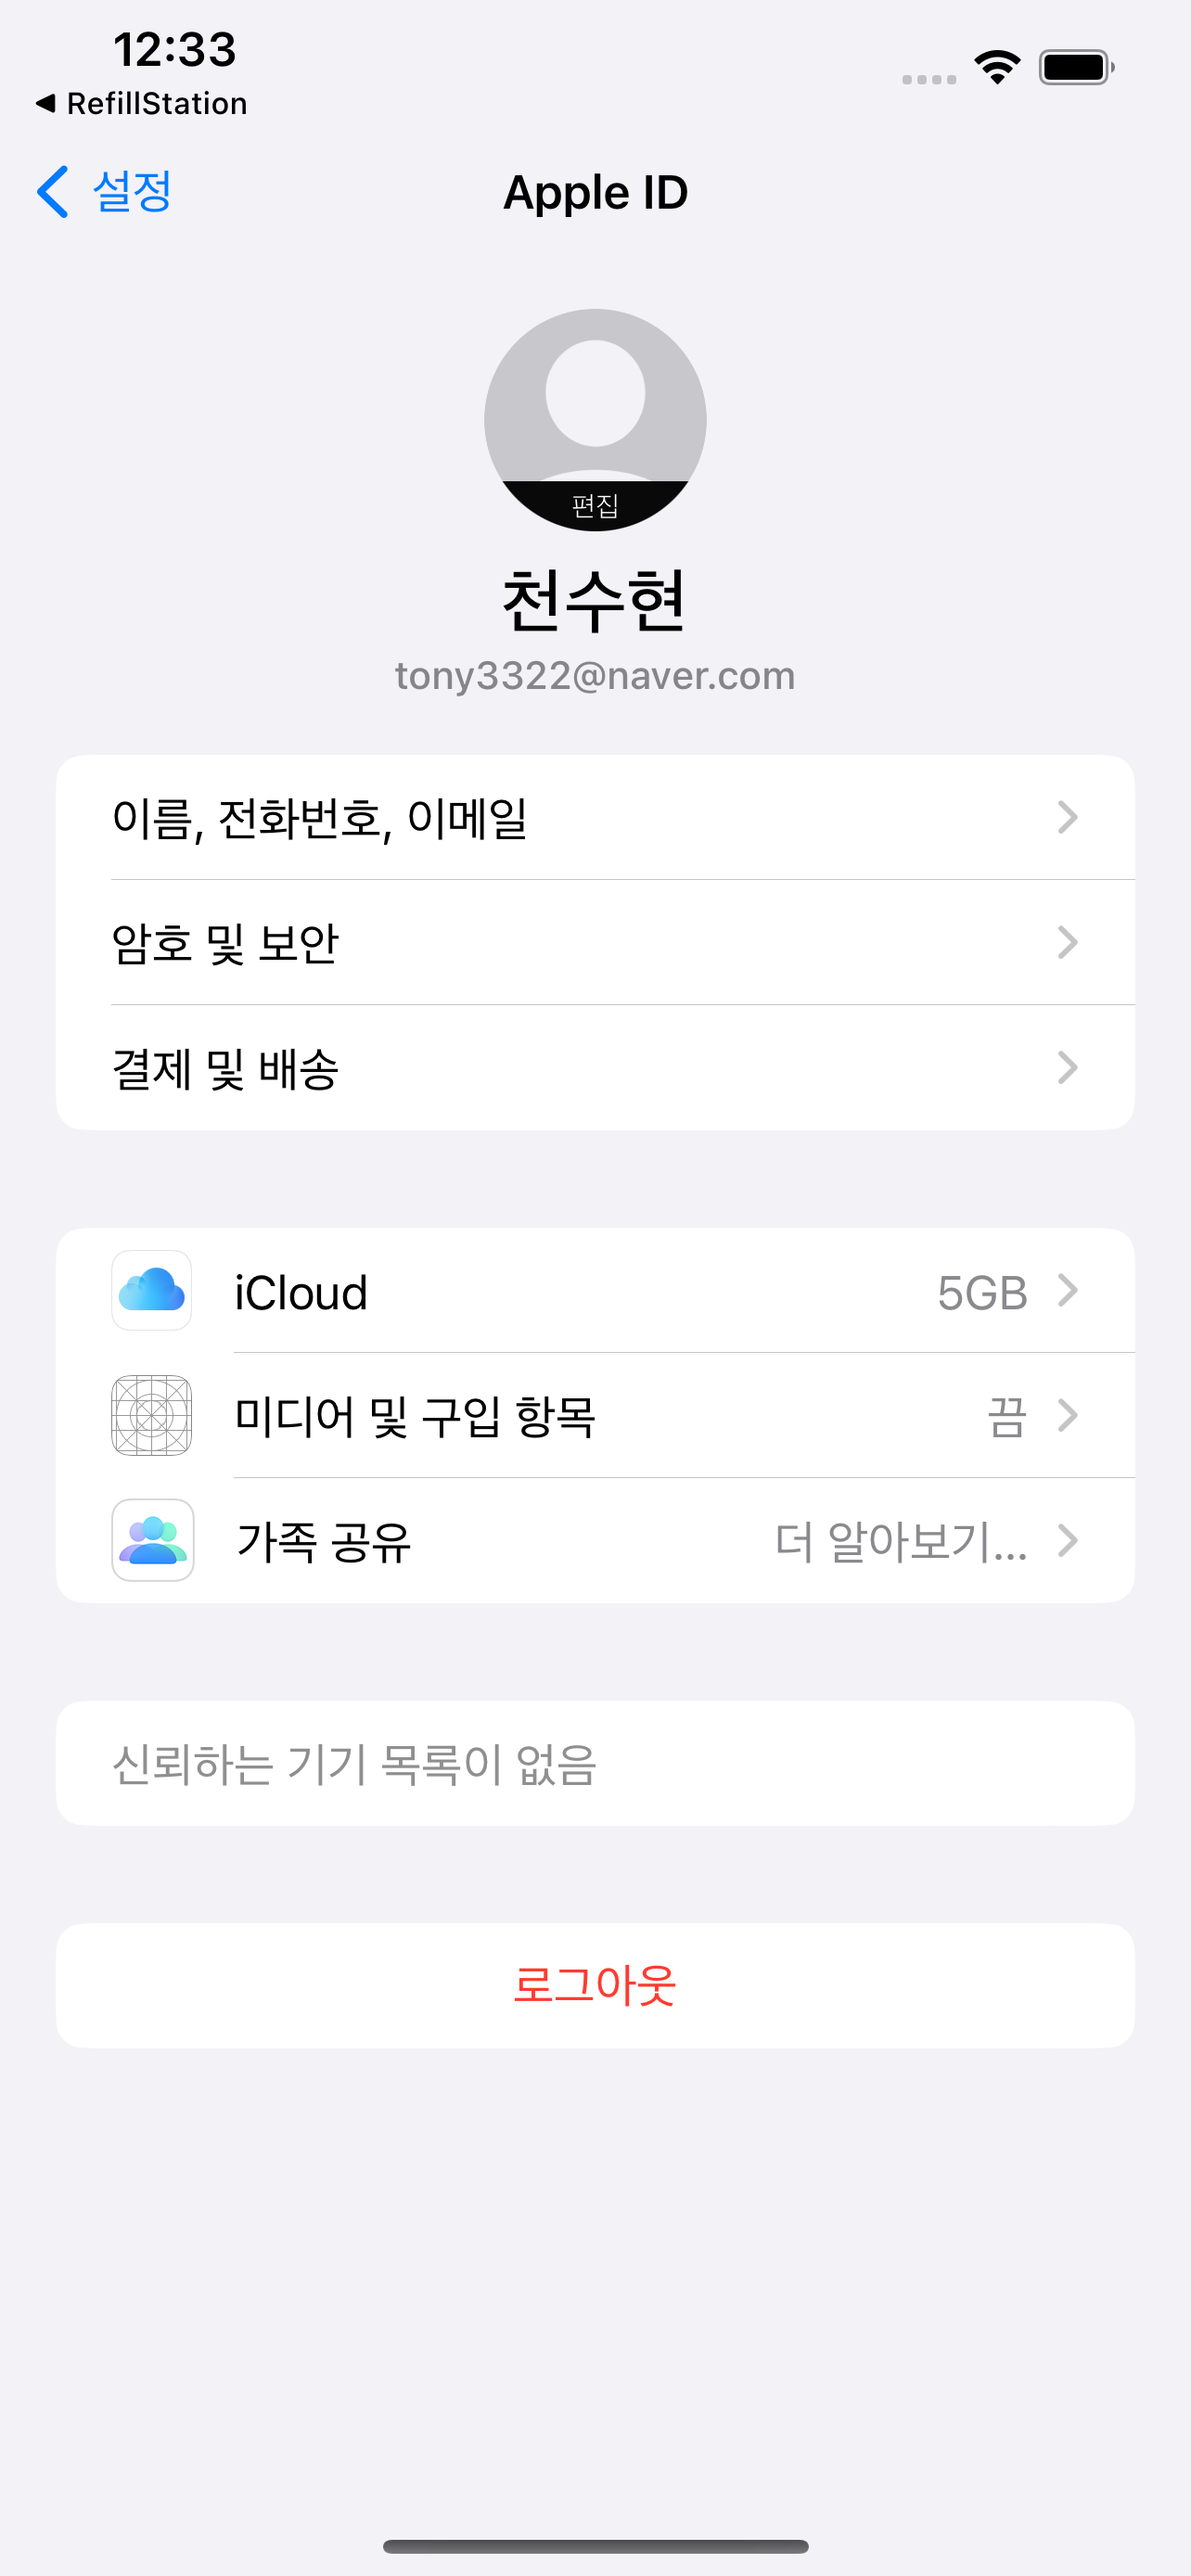 12:33
◀ RefillStation
설정
Apple ID
편집
천수현
tony3322@naver.com
이름, 전화번호, 이메일
암호 및 보안
결제 및 배송
iCloud
5GB
미디어 및 구입 항목
끔
가족 공유
더 알아보기...
신뢰하는 기기 목록이 없음
로그아웃